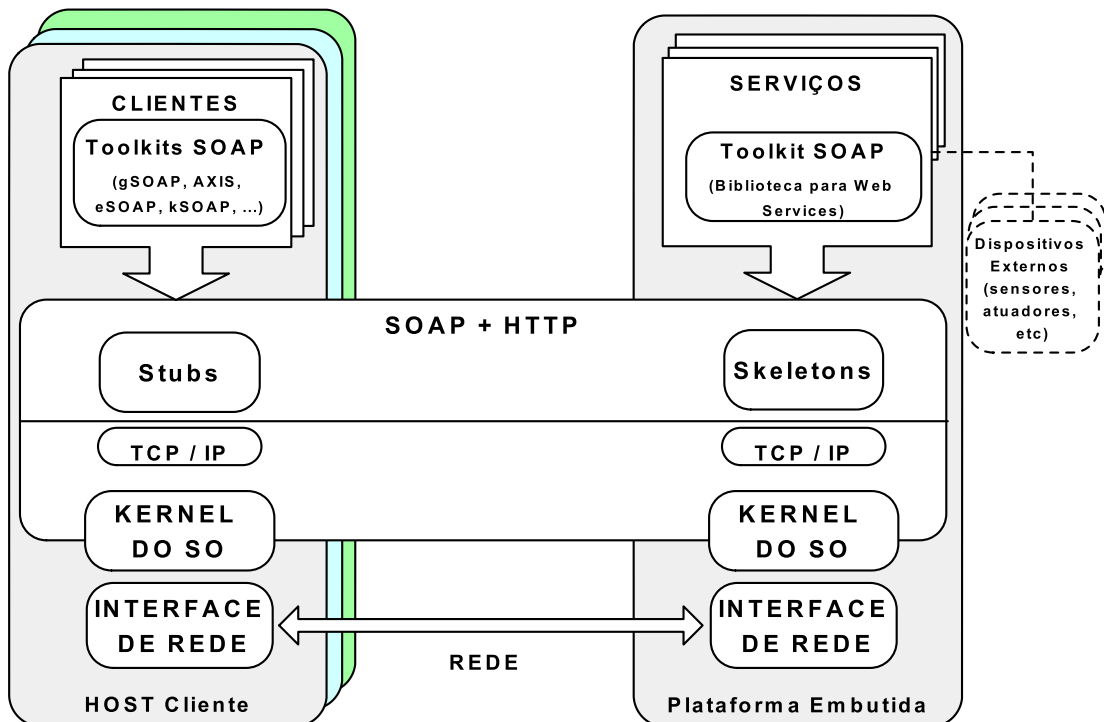 CLIENTES
Toolkits SOAP
(gSOAP, AXIS,
eSOAP, kSOAP, ...)
SERVIÇOS
Toolkit SOAP
(Biblioteca para Web
Services)
Dispositivos
Externos
(sensores,
atuadores,
etc)
SOAP + HTTP
Stubs
Skeletons
TCP / IP
TCP / IP
KERNEL
DO SO
KERNEL
DO SO
INTERFACE
DE REDE
INTERFACE
DE REDE
REDE
HOST Cliente
Plataforma Embutida